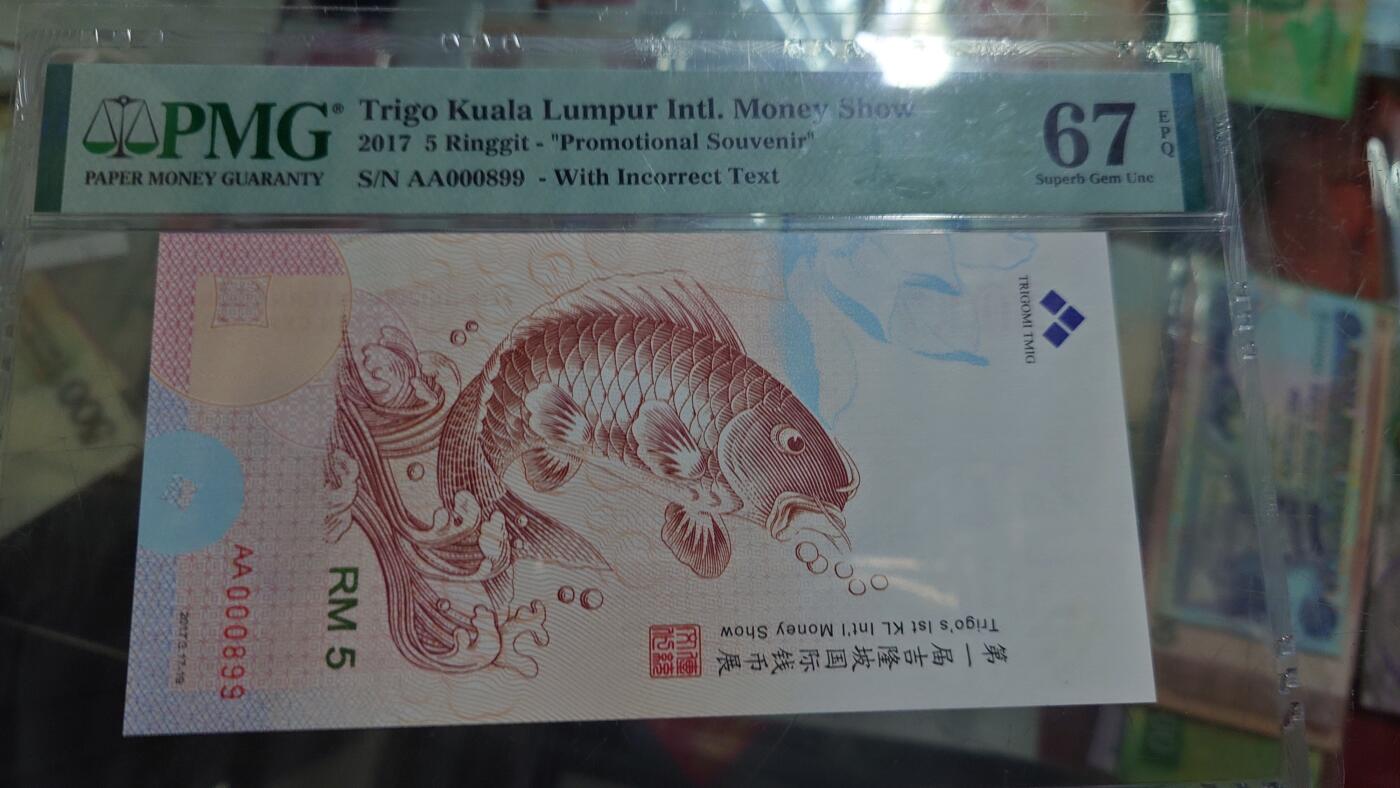 PMG®
PAPER MONEY GUARANTY
Trigo Kuala Lumpur Intl. Money Show
2017 5 Ringgit - "Promotional Souvenir"
S/N AA000899 - With Incorrect Text
67
EPQ
Superb Gem Unc
TRIGOMI TMIG
第一届吉隆坡国际钱币展
Trigo's Ist KL Int'l Money Show
RM 5
AA000899
500